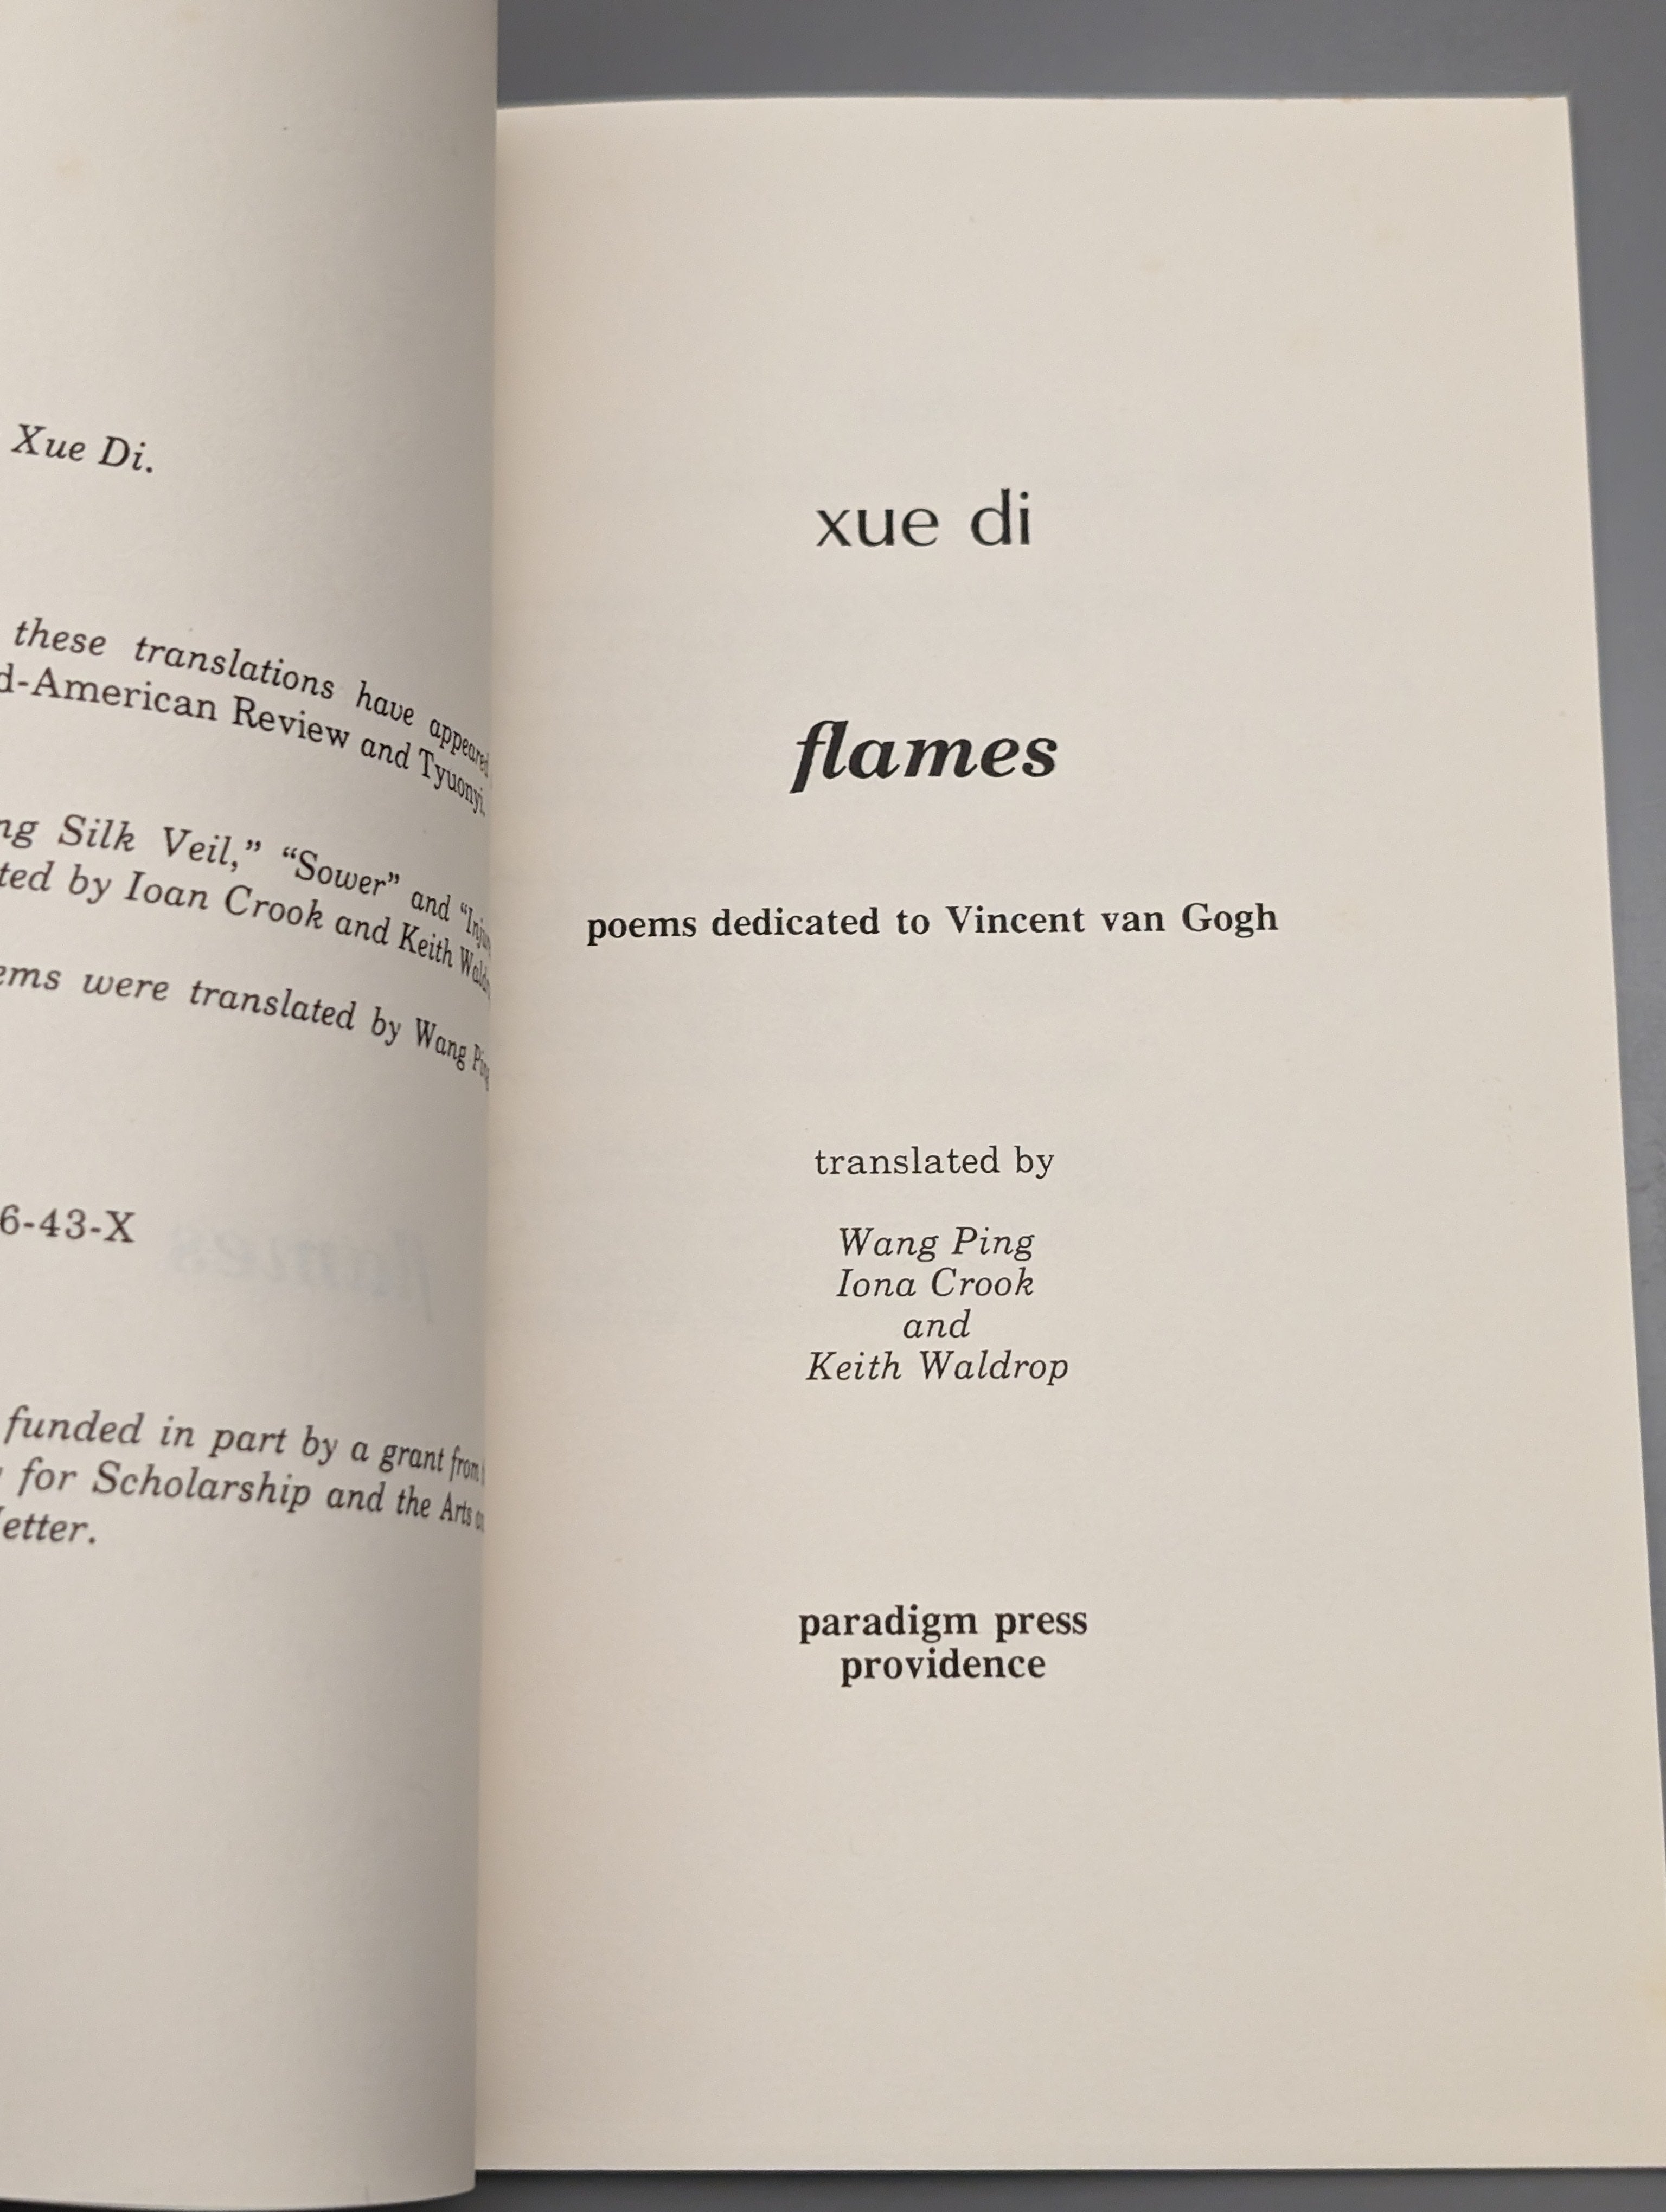 Xue Di.
these translations have appeared
d-American Review and Tyuonyi.
ng Silk Veil,” “Sower” and
ted by Ioan Crook and Keith
ems were translated by Wang Ping
6-43-X
funded in part by a grant from
for Scholarship and the Arts
etter.
xue di
flames
poems dedicated to Vincent van Gogh
translated by
Wang Ping
Iona Crook
and
Keith Waldrop
paradigm press
providence